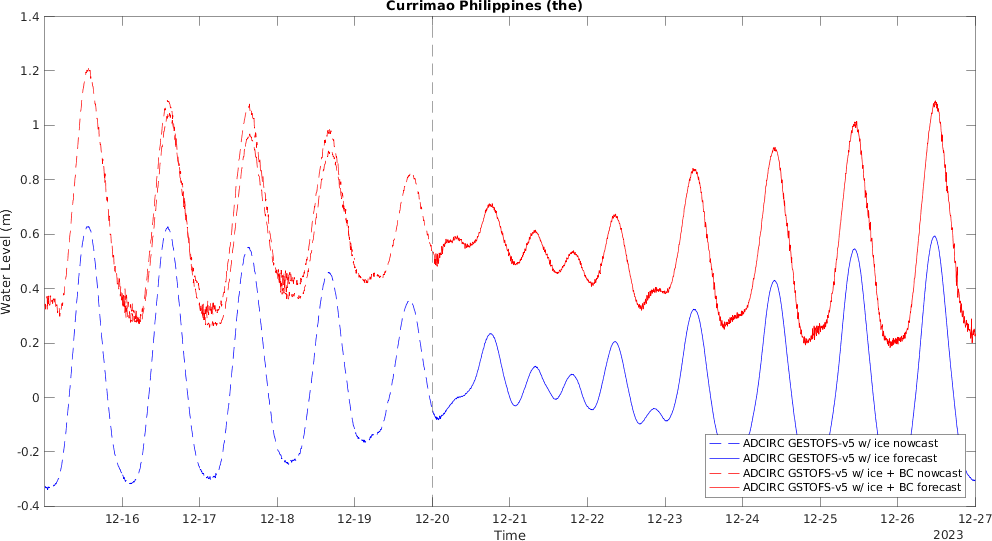 Currimao Philippines (the)
1.4
1.2
1
0.8
0.6
0.4
0.2
0
-0.2
-0.4
Water Level (m)
ADCIRC GESTOFS-v5 w/ ice nowcast
ADCIRC GESTOFS-v5 w/ ice forecast
ADCIRC GSTOFS-v5 w/ ice + BC nowcast
ADCIRC GSTOFS-v5 w/ ice + BC forecast
12-16 12-17 12-18 12-19 12-20 12-21 12-22 12-23 12-24 12-25 12-26 12-27
Time
2023